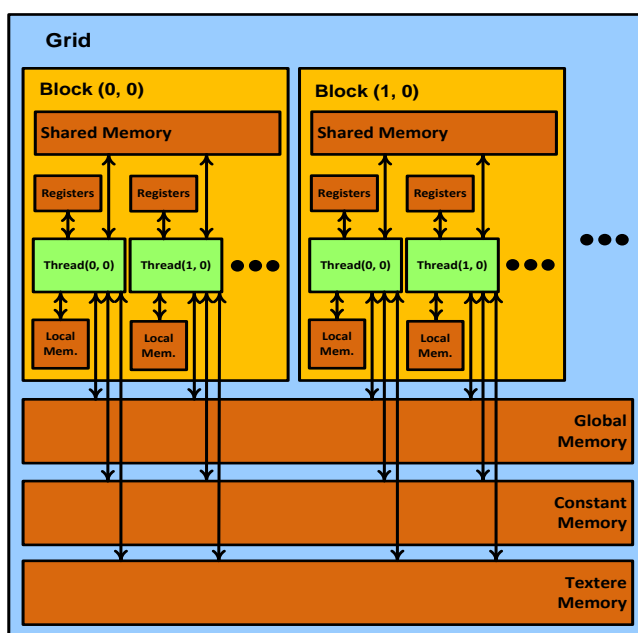 Grid
Block (0, 0)
Shared Memory
Registers
Registers
Thread(0, 0)
Thread(1, 0)
Local
Mem.
Local
Mem.
Block (1, 0)
Shared Memory
Registers
Registers
Thread(0, 0)
Thread(1, 0)
Local
Mem.
Local
Mem.
Global
Memory
Constant
Memory
Textere
Memory